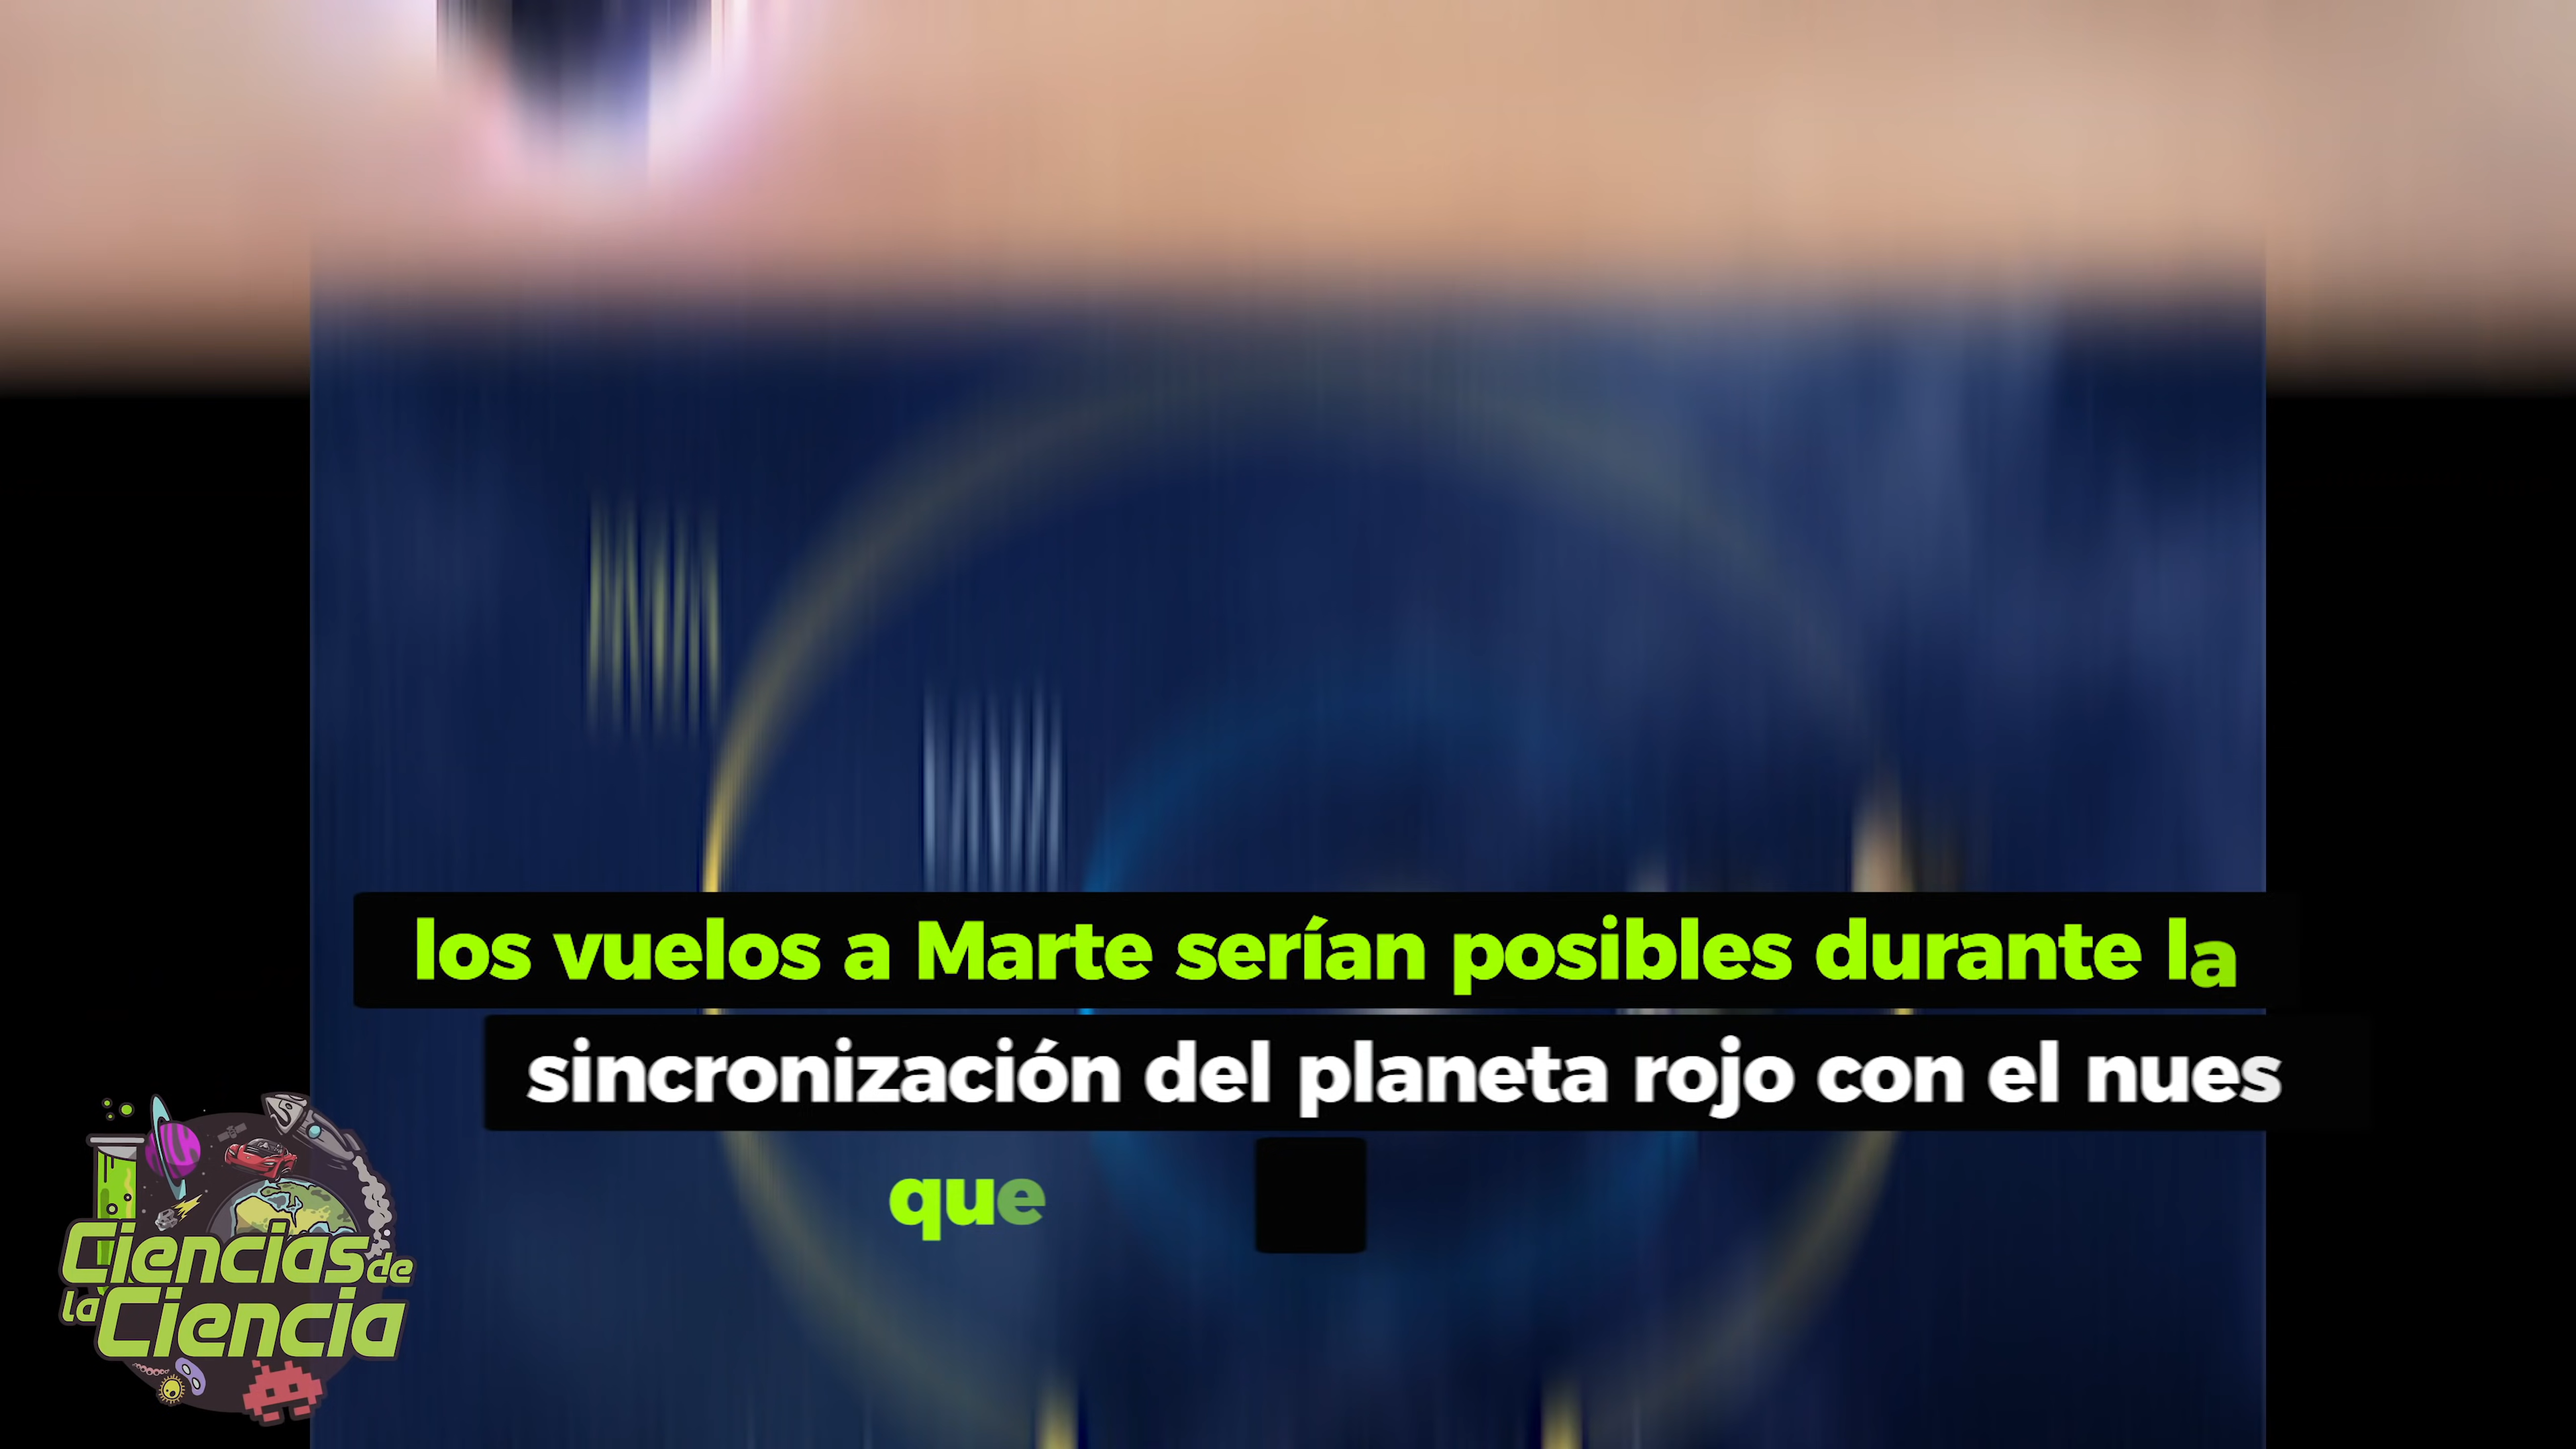 los vuelos a Marte serían posibles durante la
sincronización del planeta rojo con el nues
que
Ciencias de
la Ciencia